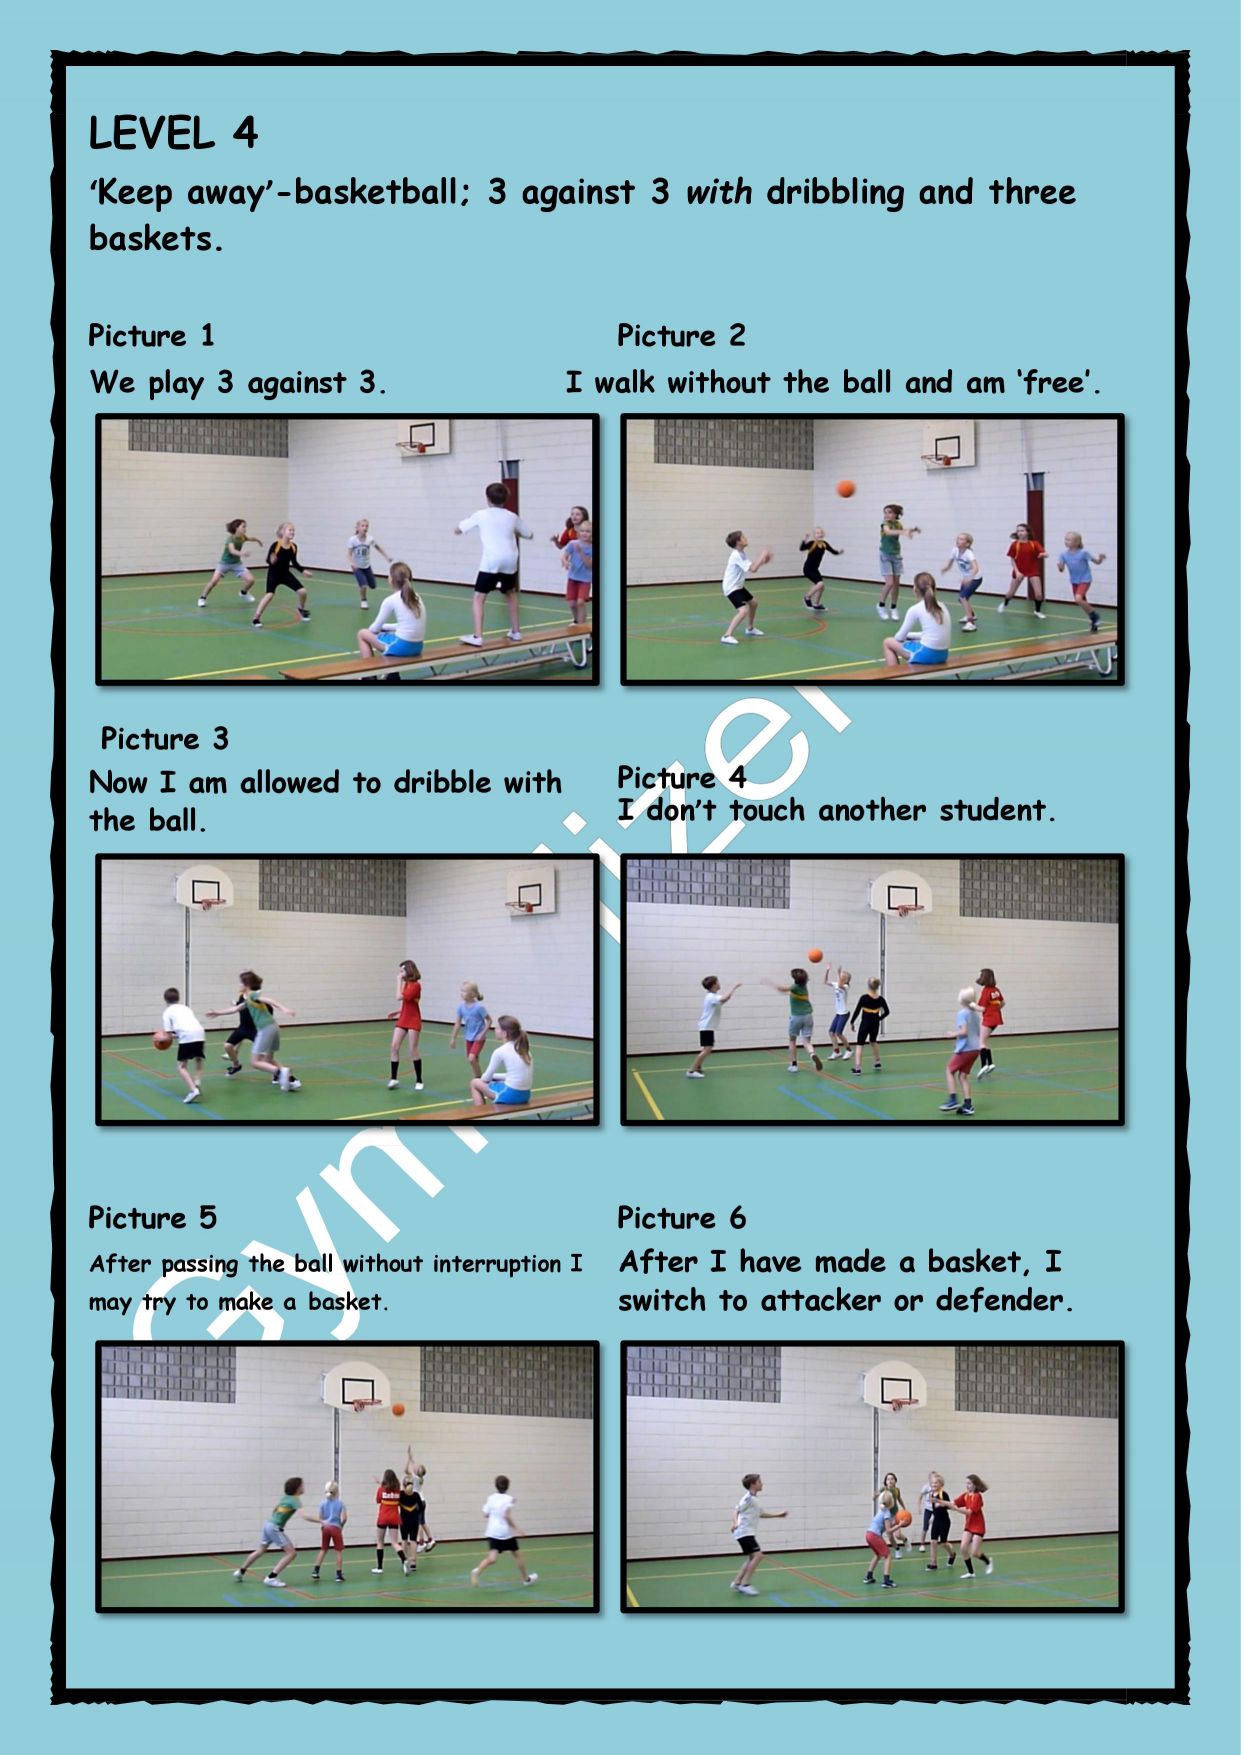 LEVEL 4
‘Keep away’-basketball; 3 against 3 with dribbling and three
baskets.
Picture 1
We play 3 against 3.
Picture 2
I walk without the ball and am ‘free’.
Picture 3
Now I am allowed to dribble with
the ball.
Picture 4
I don’t touch another student.
Picture 5
After passing the ball without interruption I
may try to make a basket.
Picture 6
After I have made a basket, I
switch to attacker or defender.